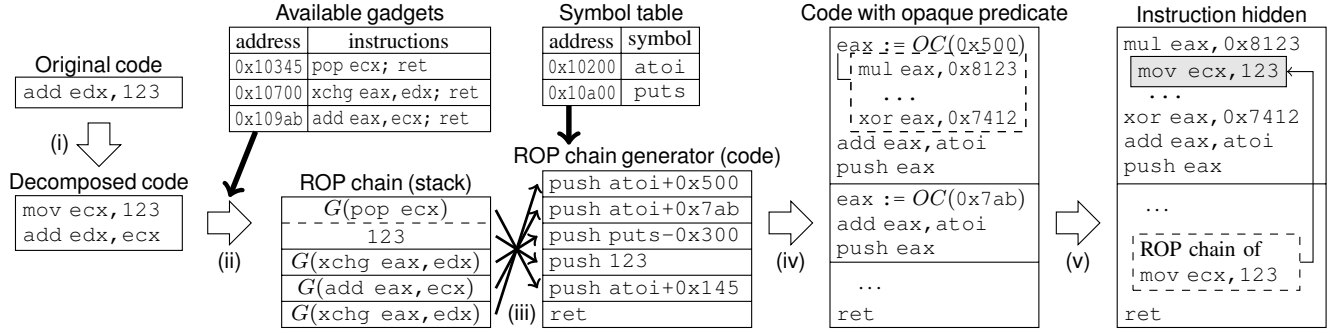 Original code
add edx,123
(i)
Decomposed code
mov ecx,123
add edx,ecx
Available gadgets
address instructions
0x10345 pop ecx; ret
0x10700 xchg eax,edx; ret
0x109ab add eax,ecx; ret
(ii)
ROP chain (stack)
G(pop ecx)
123
G(xchg eax,edx)
G(add eax,ecx)
G(xchg eax,edx)
(iii)
Symbol table
address symbol
0x10200 atoi
0x10a00 puts
ROP chain generator (code)
push atoi+0x500
push atoi+0x7ab
push puts-0x300
push 123
push atoi+0x145
ret
(iv)
Code with opaque predicate
eax := OC(0x500)
mul eax,0x8123
...
xor eax,0x7412
add eax,atoi
push eax
eax := OC(0x7ab)
add eax,atoi
push eax
...
ret
(v)
Instruction hidden
mul eax,0x8123
mov ecx,123
...
xor eax,0x7412
add eax,atoi
push eax
...
ROP chain of
mov ecx,123
ret